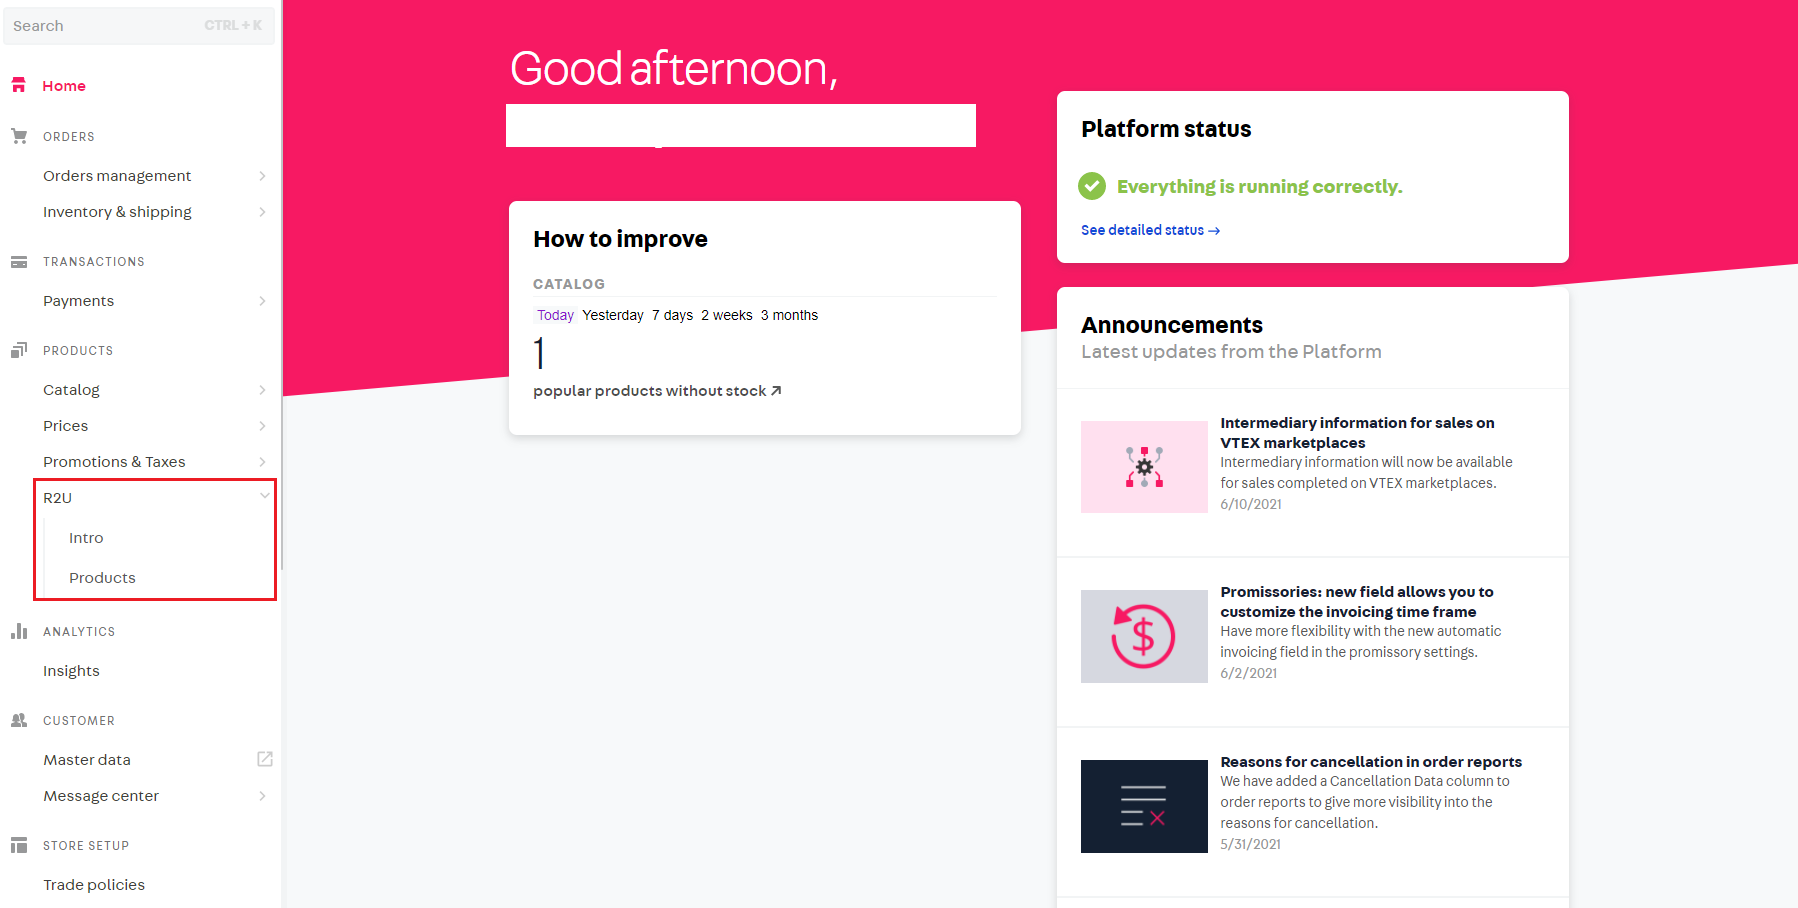 Search CTRL + K
Home
ORDERS
Orders management
Inventory & shipping
TRANSACTIONS
Payments
PRODUCTS
Catalog
Prices
Promotions & Taxes
R2U
Intro
Products
ANALYTICS
Insights
CUSTOMER
Master data
Message center
STORE SETUP
Trade policies
Good afternoon,
How to improve
CATALOG
Today Yesterday 7 days 2 weeks 3 months
1
popular products without stock
Platform status
Everything is running correctly.
See detailed status →
Announcements
Latest updates from the Platform
Intermediary information for sales on
VTEX marketplaces
Intermediary information will now be available
for sales completed on VTEX marketplaces.
6/10/2021
$
Promissories: new field allows you to
customize the invoicing time frame
Have more flexibility with the new automatic
invoicing field in the promissory settings.
6/2/2021
Reasons for cancellation in order reports
We have added a Cancellation Data column to
order reports to give more visibility into the
reasons for cancellation.
5/31/2021